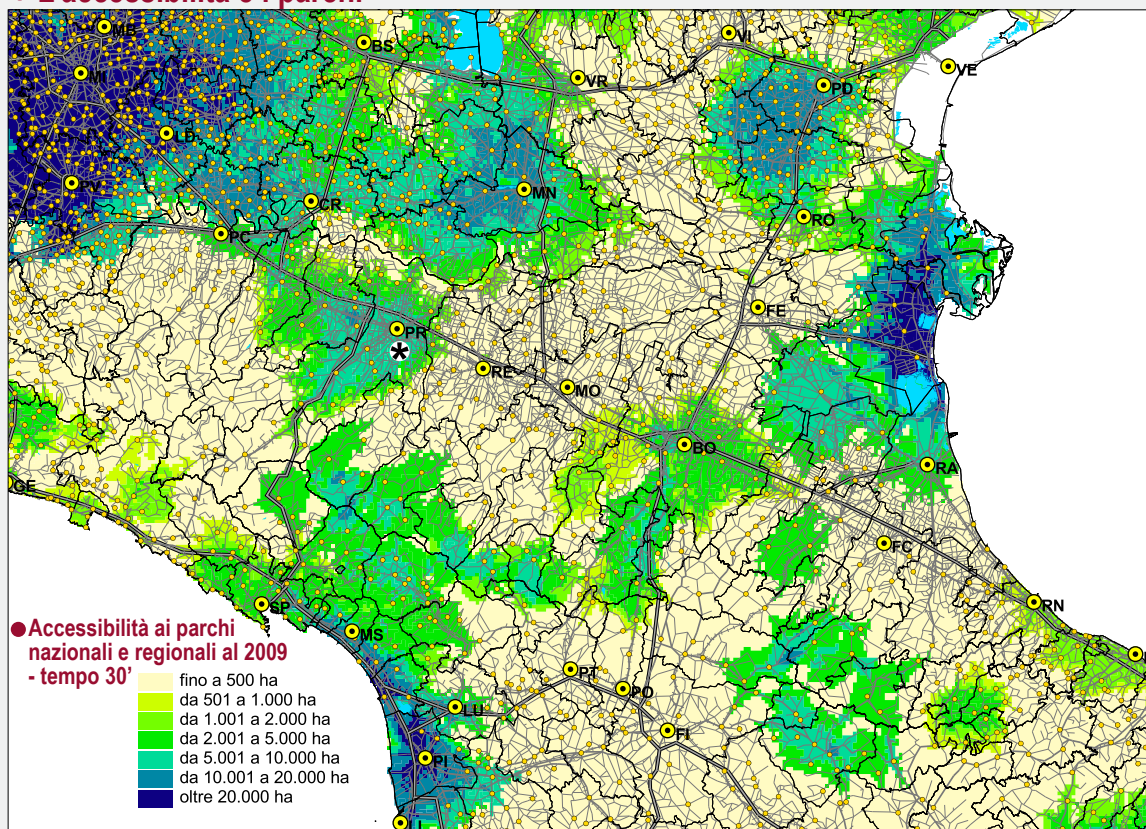 L'accessibilità e i parchi
MB
BS
VI
MI
VR
PD
VE
PV
MN
CR
RO
PC
FE
PR
*
RE
MO
BO
RA
GE
FC
SP
RN
MS
Accessibilità ai parchi
nazionali e regionali al 2009
- tempo 30'
fino a 500 ha
da 501 a 1.000 ha
da 1.001 a 2.000 ha
da 2.001 a 5.000 ha
da 5.001 a 10.000 ha
da 10.001 a 20.000 ha
oltre 20.000 ha
PT
PO
LU
FI
PI